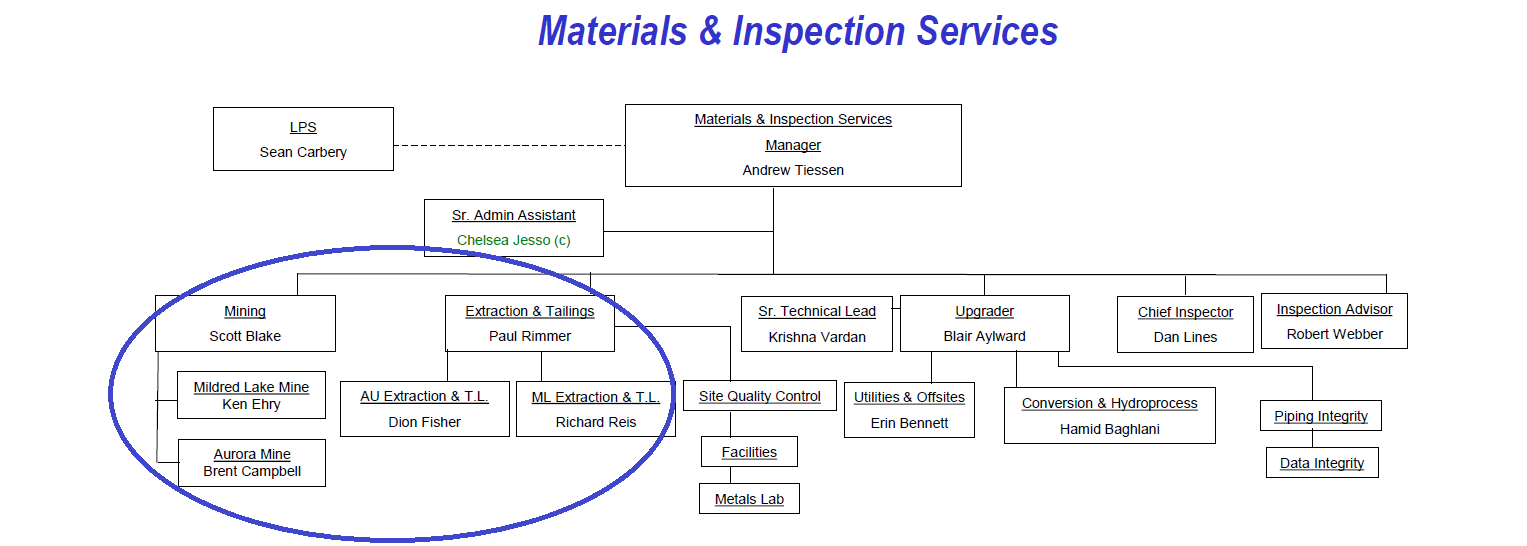 Materials & Inspection Services
LPS
Sean Carbery
Materials & Inspection Services
Manager
Andrew Tiessen
Sr. Admin Assistant
Chelsea Jesso (c)
Mining
Scott Blake
Extraction & Tailings
Paul Rimmer
Sr. Technical Lead
Krishna Vardan
Upgrader
Blair Aylward
Chief Inspector
Dan Lines
Inspection Advisor
Robert Webber
Mildred Lake Mine
Ken Ehry
Aurora Mine
Brent Campbell
AU Extraction & T.L.
Dion Fisher
ML Extraction & T.L.
Richard Reis
Site Quality Control
Facilities
Metals Lab
Utilities & Offsites
Erin Bennett
Conversion & Hydroprocess
Hamid Baghlani
Piping Integrity
Data Integrity